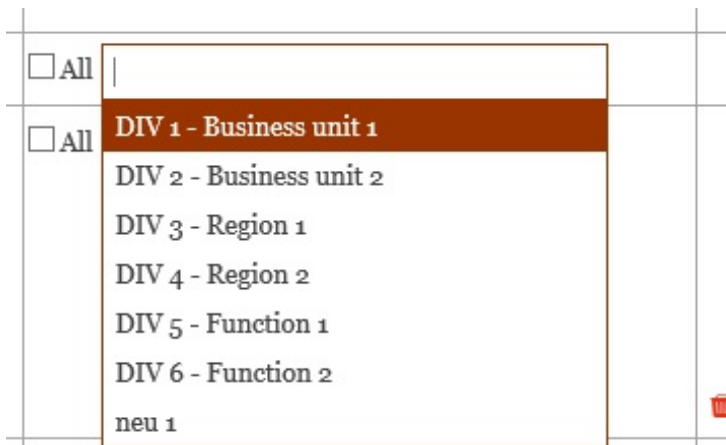 All
DIV 1 - Business unit 1
All
DIV 2 - Business unit 2
DIV 3 - Region 1
DIV 4 - Region 2
DIV 5 - Function 1
DIV 6 - Function 2
neu 1